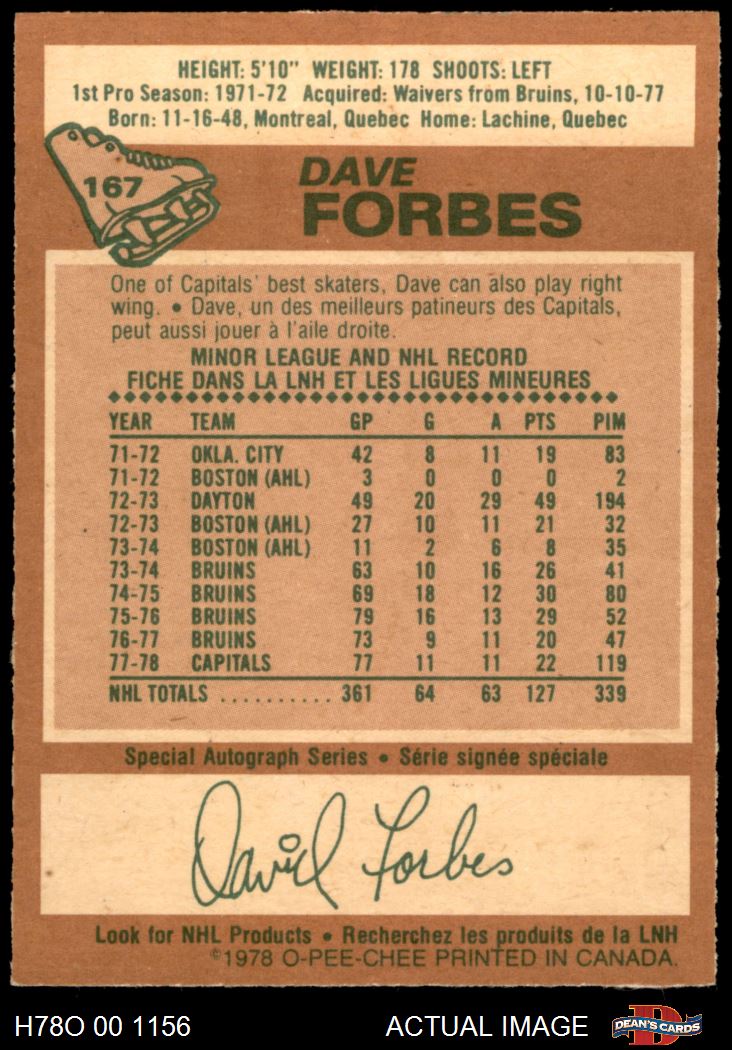 HEIGHT: 5'10" WEIGHT: 178 SHOOTS: LEFT
1st Pro Season: 1971-72 Acquired: Waivers from Bruins, 10-10-77
Born: 11-16-48, Montreal, Quebec Home: Lachine, Quebec
167
DAVE
FORBES
One of Capitals' best skaters, Dave can also play right
wing. • Dave, un des meilleurs patineurs des Capitals,
peut aussi jouer à l'aile droite.
MINOR LEAGUE AND NHL RECORD
FICHE DANS LA LNH ET LES LIGUES MINEURES
YEAR TEAM GP G A PTS PIM
71-72 OKLA. CITY 42 8 11 19 83
71-72 BOSTON (AHL) 3 0 0 0 2
72-73 DAYTON 49 20 29 49 194
72-73 BOSTON (AHL) 27 10 11 21 32
73-74 BOSTON (AHL) 11 2 6 8 35
73-74 BRUINS 63 10 16 26 41
74-75 BRUINS 69 18 12 30 80
75-76 BRUINS 79 16 13 29 52
76-77 BRUINS 73 9 11 20 47
77-78 CAPITALS 77 11 11 22 119
NHL TOTALS .......... 361 64 63 127 339
Special Autograph Series • Série signée spéciale
David Forbes
Look for NHL Products • Recherchez les produits de la LNH
©1978 O-PEE-CHEE PRINTED IN CANADA.
H78O 00 1156 ACTUAL IMAGE D DEAN'S CARDS